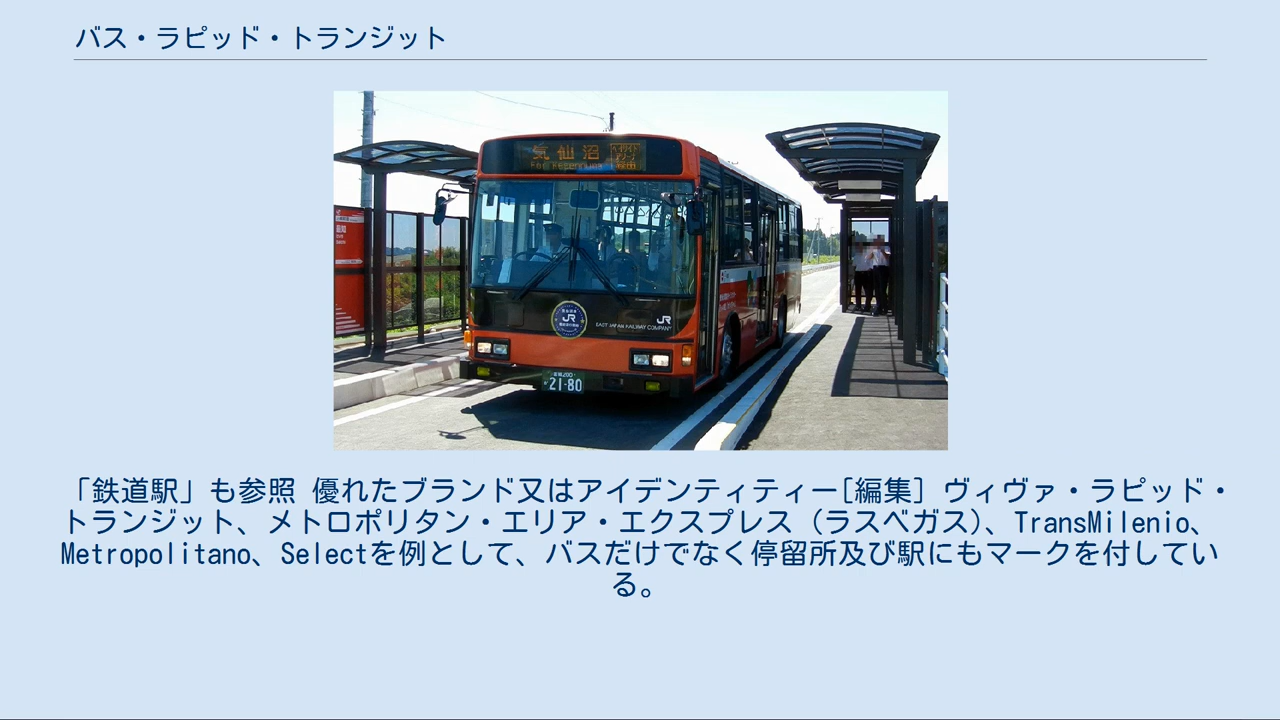 バス・ラピッド・トランジット
気仙沼
JR
JR
EAST JAPAN RAILWAY COMPANY
21-80
「鉄道駅」も参照 優れたブランド又はアイデンティティー[編集] ヴィヴァ・ラピッド・
トランジット、メトロポリタン・エリア・エクスプレス (ラスベガス)、TransMilenio、
Metropolitano、Selectを例として、バスだけでなく停留所及び駅にもマークを付してい
る。